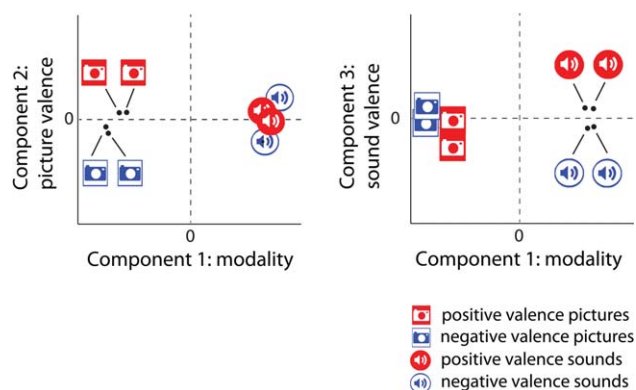 Component 2:
picture valence
0
0
Component 1: modality
Component 3:
sound valence
0
0
Component 1: modality
positive valence pictures
negative valence pictures
positive valence sounds
negative valence sounds